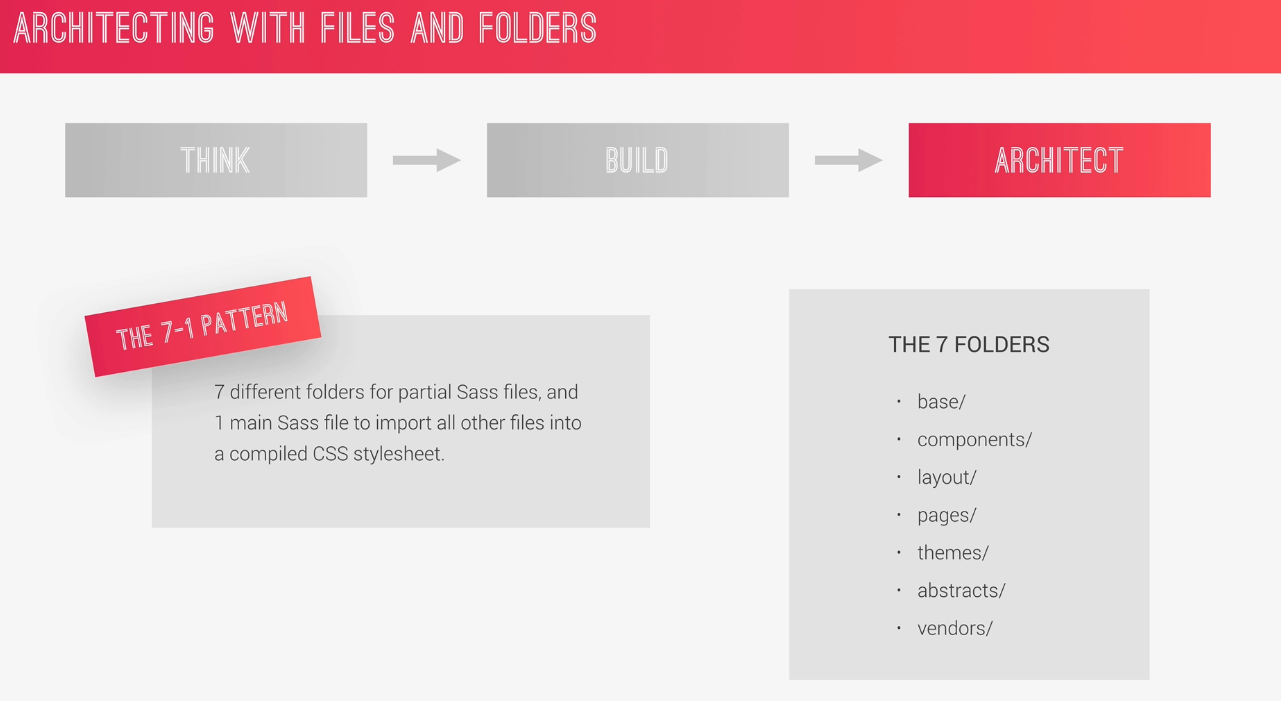 ARCHITECTING WITH FILES AND FOLDERS
THINK
BUILD
ARCHITECT
THE 7-1 PATTERN
7 different folders for partial Sass files, and
1 main Sass file to import all other files into
a compiled CSS stylesheet.
THE 7 FOLDERS
• base/
• components/
• layout/
• pages/
• themes/
• abstracts/
• vendors/